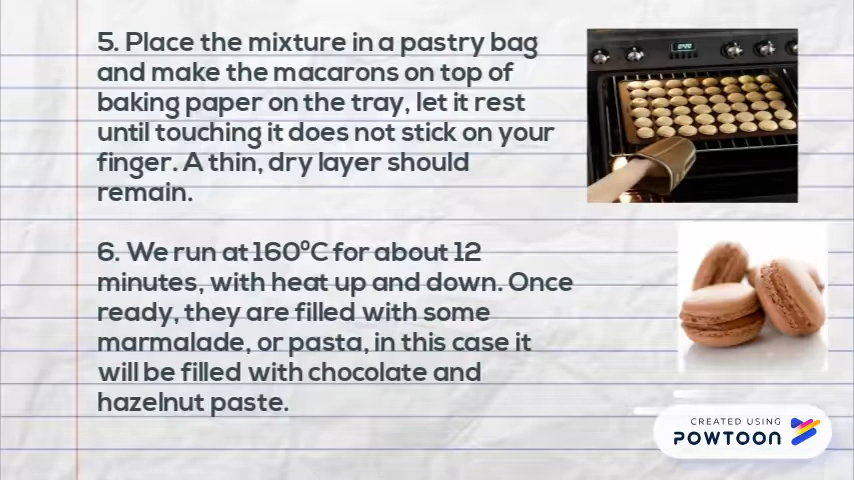 5. Place the mixture in a pastry bag
and make the macarons on top of
baking paper on the tray, let it rest
until touching it does not stick on your
finger. A thin, dry layer should
remain.
6. We run at 160ºC for about 12
minutes, with heat up and down. Once
ready, they are filled with some
marmalade, or pasta, in this case it
will be filled with chocolate and
hazelnut paste.
CREATED USING
POWTOON